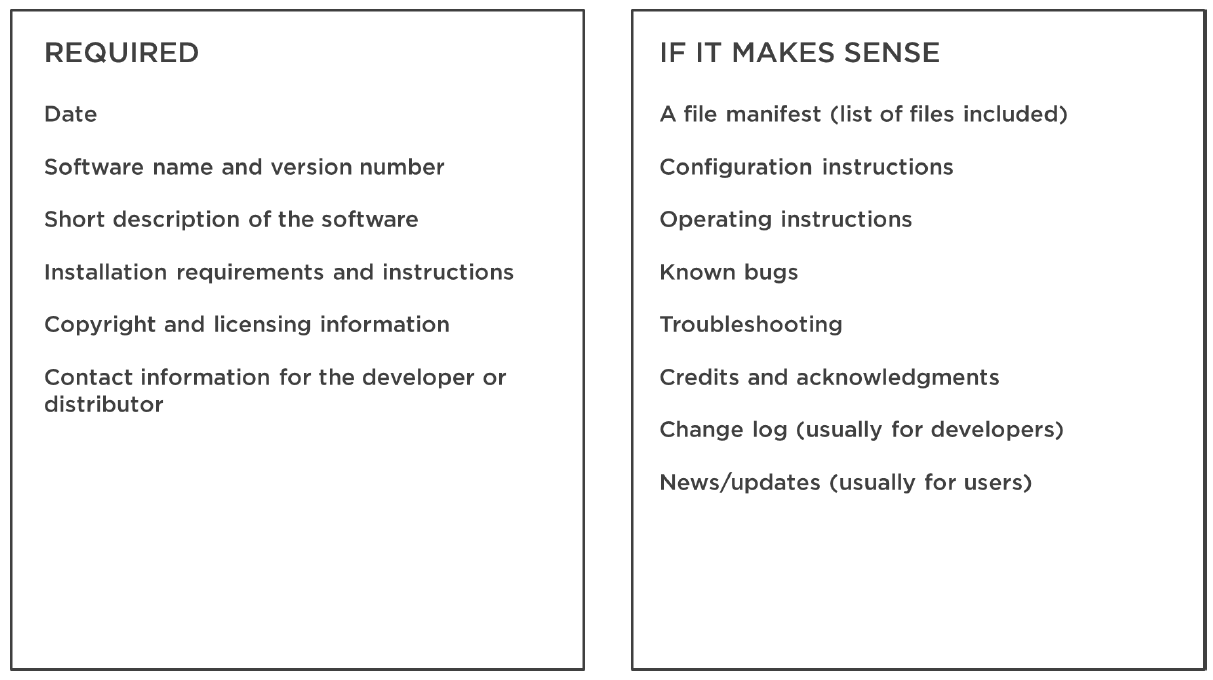 REQUIRED
Date
Software name and version number
Short description of the software
Installation requirements and instructions
Copyright and licensing information
Contact information for the developer or
distributor
IF IT MAKES SENSE
A file manifest (list of files included)
Configuration instructions
Operating instructions
Known bugs
Troubleshooting
Credits and acknowledgments
Change log (usually for developers)
News/updates (usually for users)